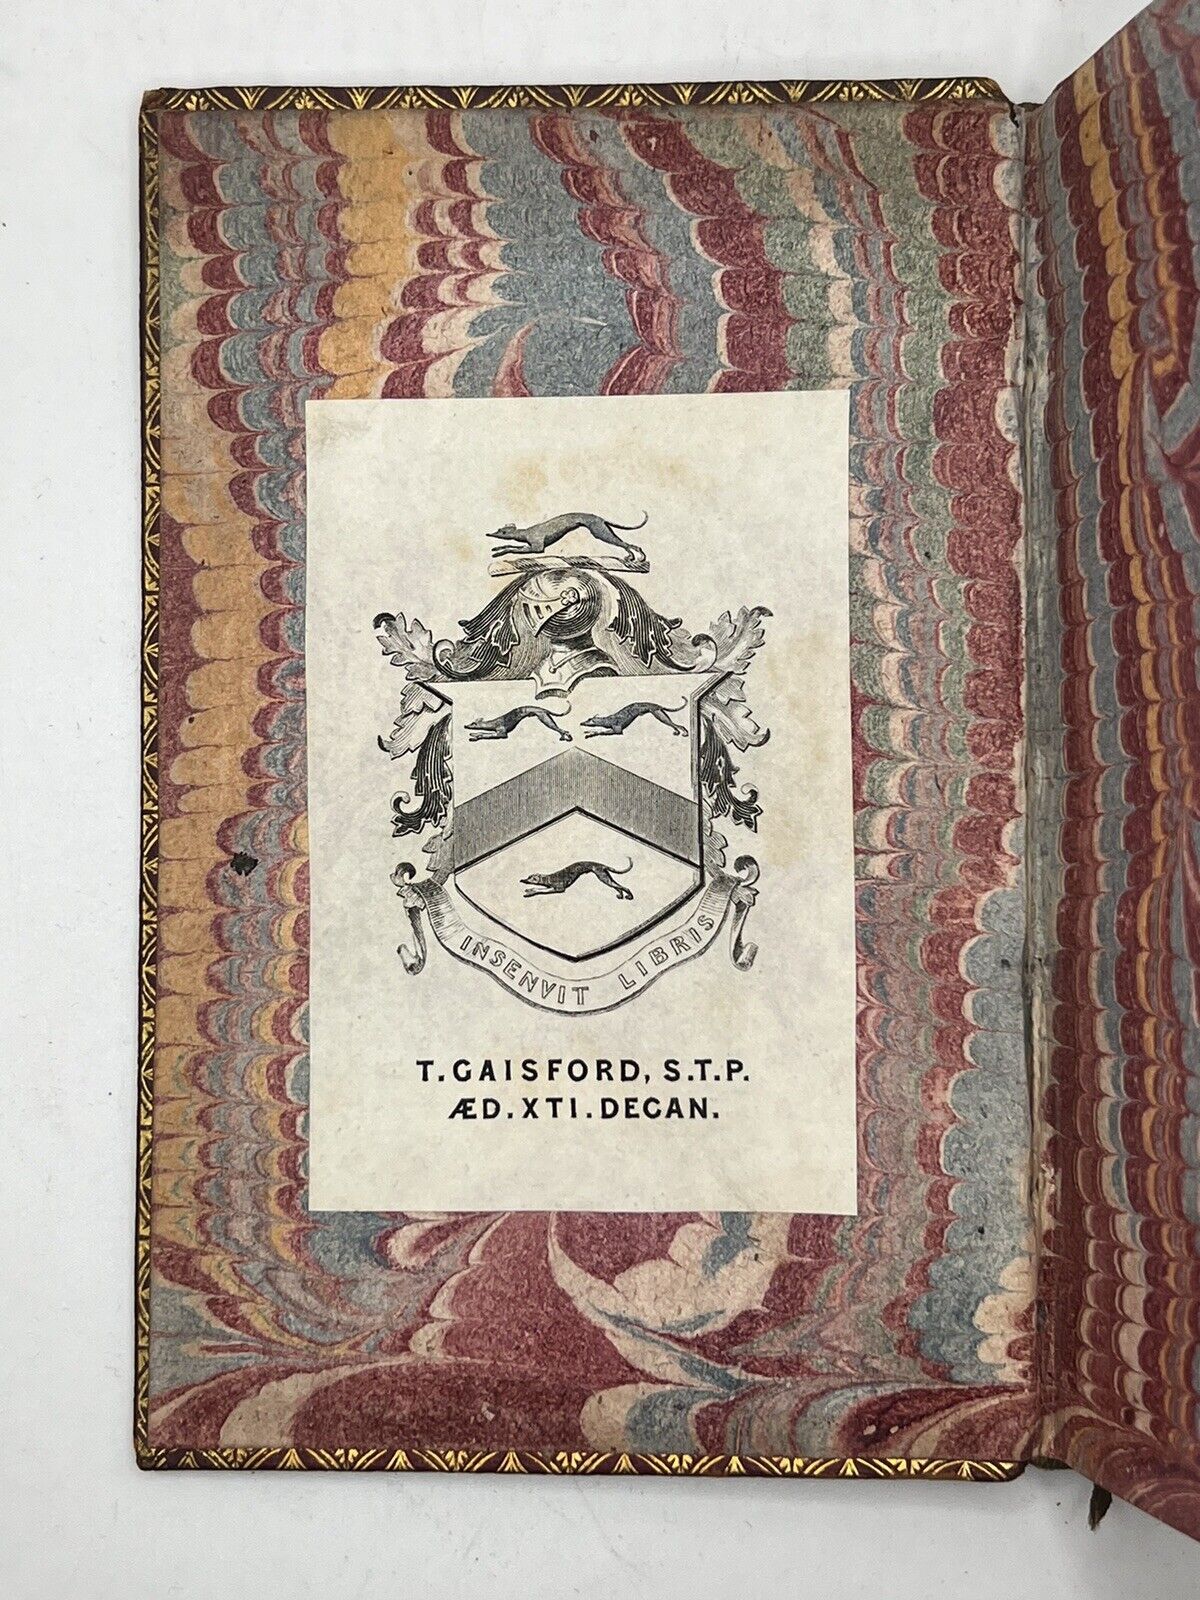 INSENVIT LIBRIS
T. GAISFORD, S.T.P.
ÆD. XTI. DECAN.